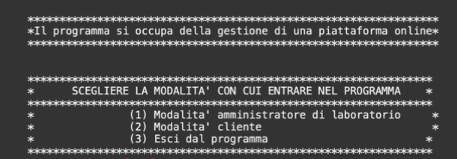 *****************************************************************
*Il programma si occupa della gestione di una piattaforma online*
*****************************************************************
****************************************************************
* SCEGLIERE LA MODALITA' CON CUI ENTRARE NEL PROGRAMMA *
****************************************************************
* (1) Modalita' amministratore di laboratorio *
* (2) Modalita' cliente *
* (3) Esci dal programma *
****************************************************************